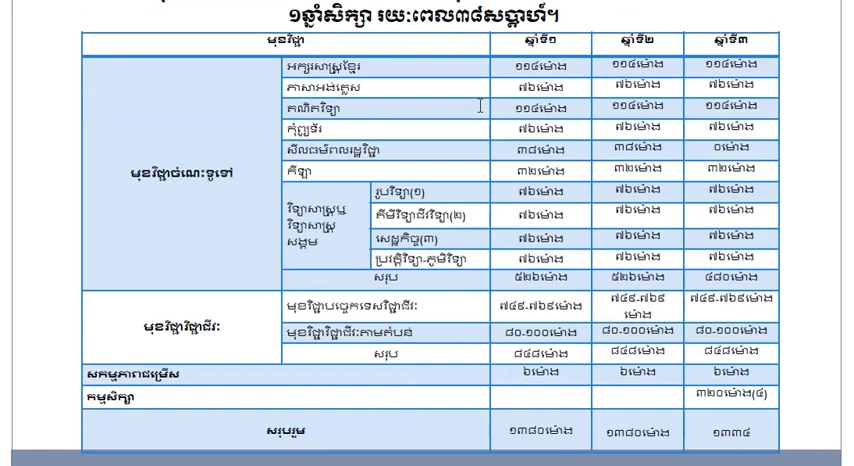 ១ឆ្នាំសិក្សា រយៈពេល៣៨សប្តាហ៍។
មុខវិជ្ជា ឆ្នាំទី១ ឆ្នាំទី២ ឆ្នាំទី៣
អក្សរសាស្ត្រខ្មែរ ១១៤ម៉ោង ១១៤ម៉ោង ១១៤ម៉ោង
ភាសាអង់គ្លេស ៧៦ម៉ោង ៧៦ម៉ោង ៧៦ម៉ោង
គណិតវិទ្យា ១១៤ម៉ោង ១១៤ម៉ោង ១១៤ម៉ោង
កុំព្យូទ័រ ៧៦ម៉ោង ៧៦ម៉ោង ៧៦ម៉ោង
សីលធម៌ពលរដ្ឋវិជ្ជា ៣៨ម៉ោង ៣៨ម៉ោង ០ម៉ោង
មុខវិជ្ជាចំណេះទូទៅ
កីឡា ៣២ម៉ោង ៣២ម៉ោង ៣២ម៉ោង
វិទ្យាសាស្ត្រឬ
វិទ្យាសាស្ត្រ
សង្គម
រូបវិទ្យា(១) ៧៦ម៉ោង ៧៦ម៉ោង ៧៦ម៉ោង
គីមីវិទ្យាជីវវិទ្យា(២) ៧៦ម៉ោង ៧៦ម៉ោង ៧៦ម៉ោង
សេដ្ឋកិច្ច(៣) ៧៦ម៉ោង ៧៦ម៉ោង ៧៦ម៉ោង
ប្រវត្តិវិទ្យា-ភូមិវិទ្យា ៧៦ម៉ោង ៧៦ម៉ោង ៧៦ម៉ោង
សរុប ៥២៦ម៉ោង ៥២៦ម៉ោង ៤៨០ម៉ោង
មុខវិជ្ជាវិជ្ជាជីវៈ
មុខវិជ្ជាបច្ចេកទេសវិជ្ជាជីវៈ ៧៤៩-៧៦៩ម៉ោង ៧៤៩-៧៦៩
ម៉ោង ៧៤៩-៧៦៩ម៉ោង
មុខវិជ្ជាវិជ្ជាជីវៈតាមតំបន់ ៨០-១០០ម៉ោង ៨០-១០០ម៉ោង ៨០-១០០ម៉ោង
សរុប ៨៤៨ម៉ោង ៨៤៨ម៉ោង ៨៤៨ម៉ោង
សកម្មភាពជម្រើស ៦ម៉ោង ៦ម៉ោង ៦ម៉ោង
កម្មសិក្សា ៣២០ម៉ោង(៤)
សរុបរួម ១៣៨០ម៉ោង ១៣៨០ម៉ោង ១៣៣៤